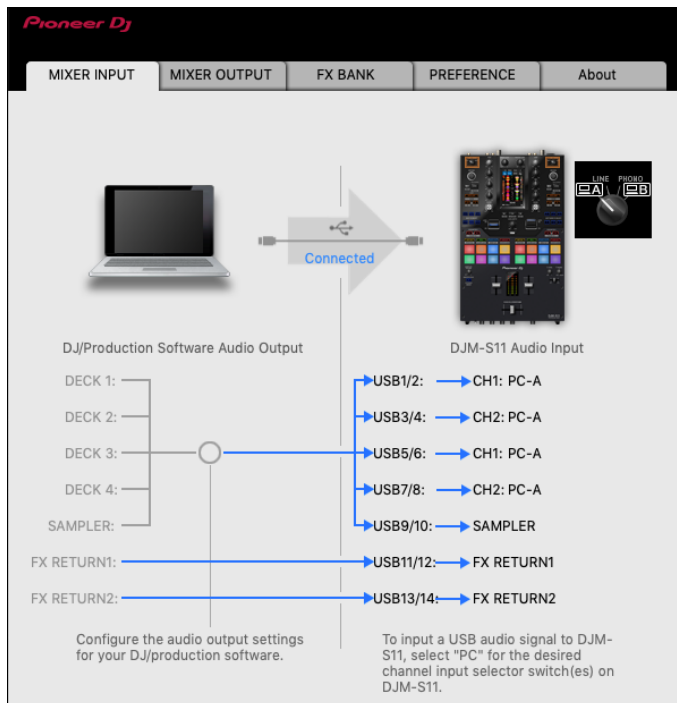 Pioneer Dj
MIXER INPUT
MIXER OUTPUT
FX BANK
PREFERENCE
About
LINE PHONO
A B
Connected
DJ/Production Software Audio Output
DJM-S11 Audio Input
DECK 1:
USB1/2:
CH1: PC-A
DECK 2:
USB3/4:
CH2: PC-A
DECK 3:
USB5/6:
CH1: PC-A
DECK 4:
USB7/8:
CH2: PC-A
SAMPLER:
USB9/10:
SAMPLER
FX RETURN1:
USB11/12:
FX RETURN1
FX RETURN2:
USB13/14:
FX RETURN2
Configure the audio output settings
for your DJ/production software.
To input a USB audio signal to DJM-
S11, select "PC" for the desired
channel input selector switch(es) on
DJM-S11.